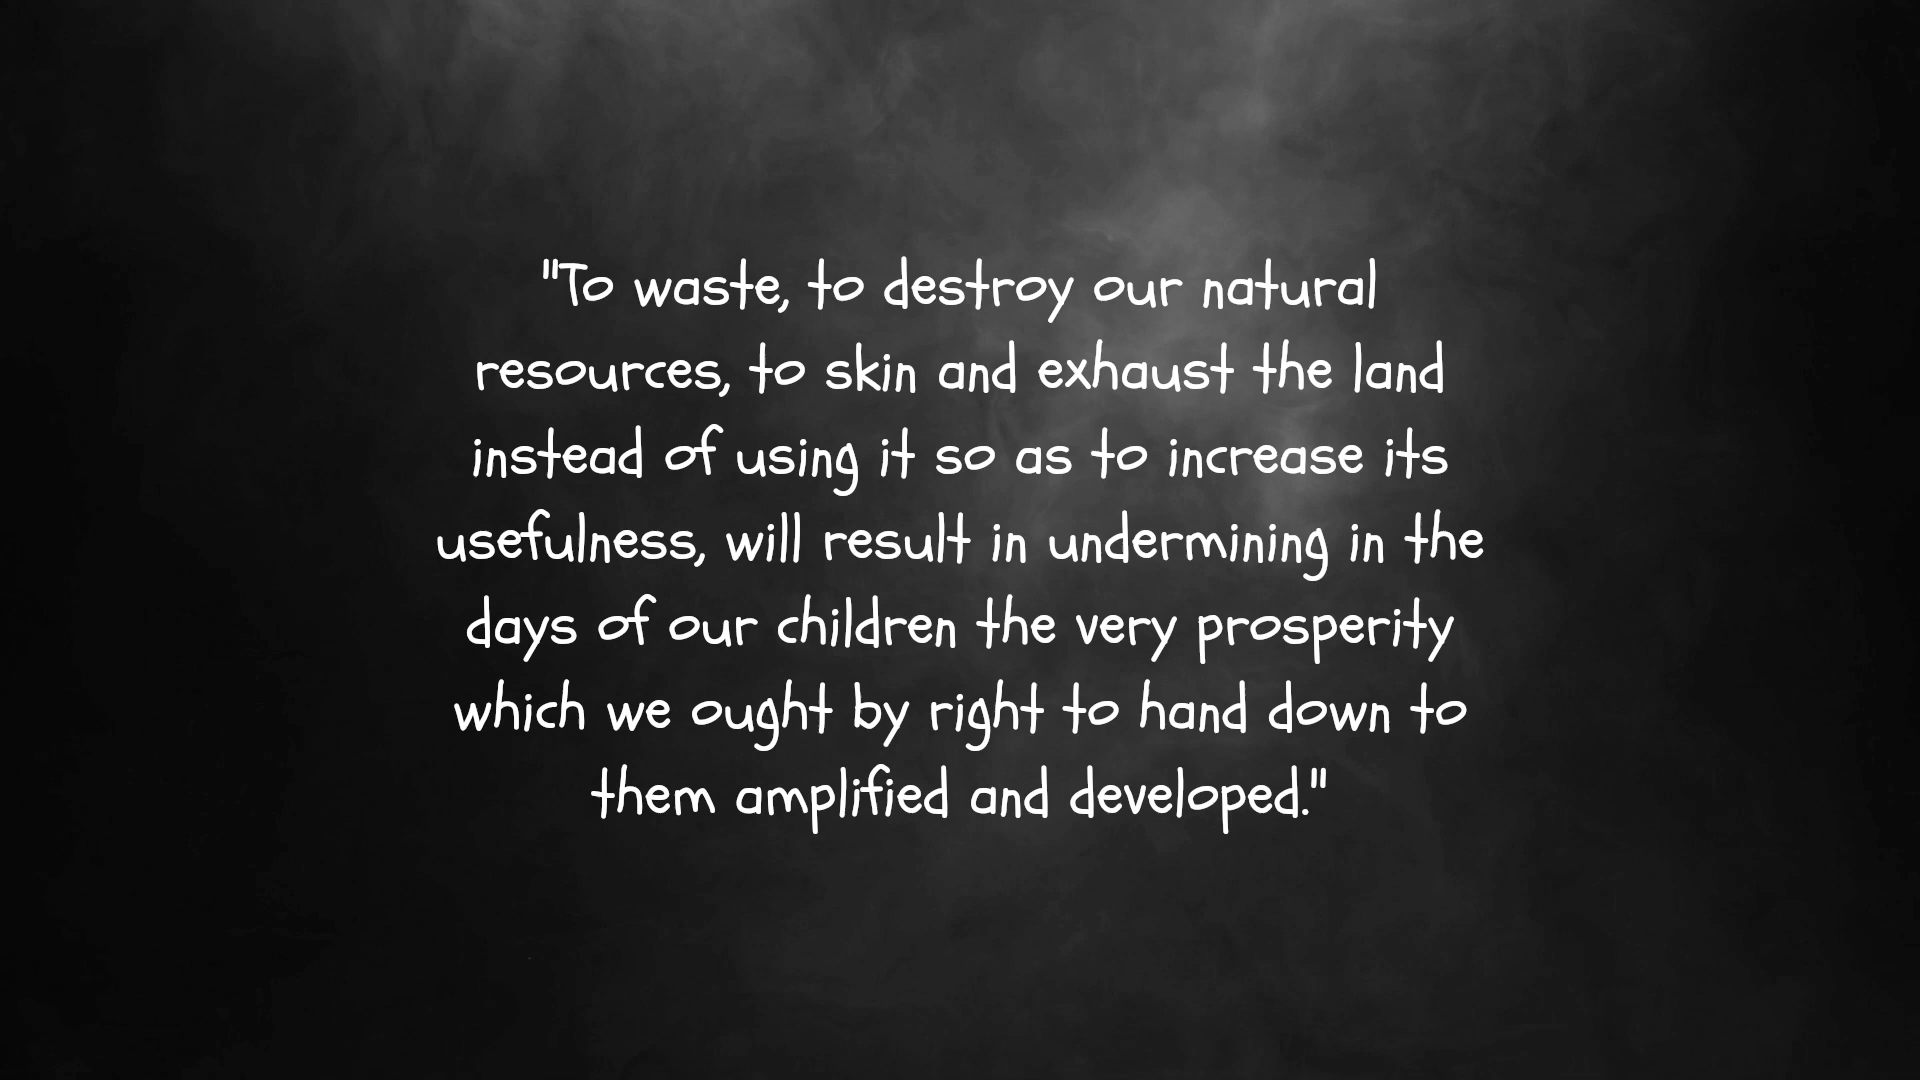 "To waste, to destroy our natural
resources, to skin and exhaust the land
instead of using it so as to increase its
usefulness, will result in undermining in the
days of our children the very prosperity
which we ought by right to hand down to
them amplified and developed."